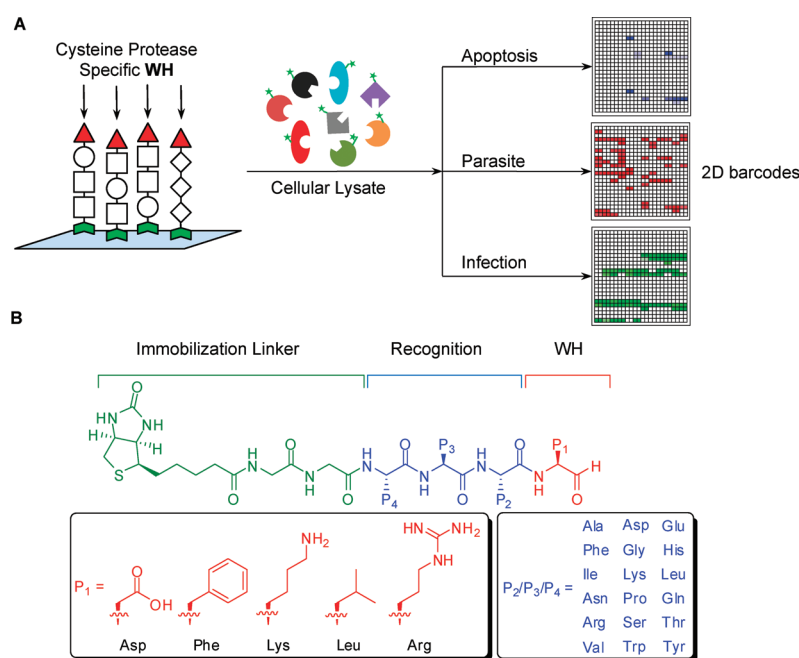 A
Cysteine Protease
Specific WH
Cellular Lysate
Apoptosis
Parasite
Infection
2D barcodes
B
Immobilization Linker
Recognition
WH
O
HN
NH
H
H
S
O
H
N
O
N
H
O
H
N
P4
O
N
H
P3
O
H
N
P2
O
N
H
P1
H
O
P1 =
O
OH
NH2
HN
NH2
NH
Asp
Phe
Lys
Leu
Arg
P2/P3/P4 =
Ala Asp Glu
Phe Gly His
Ile Lys Leu
Asn Pro Gln
Arg Ser Thr
Val Trp Tyr